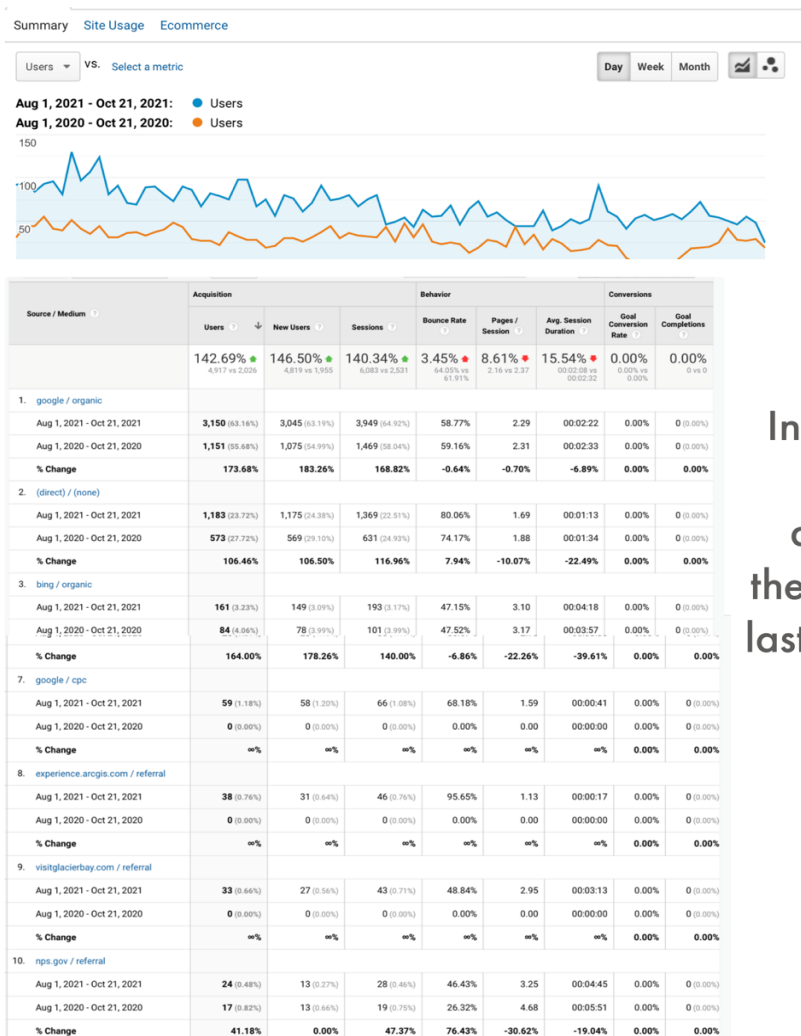 Summary Site Usage Ecommerce
Users VS. Select a metric Day Week Month
Aug 1, 2021 - Oct 21, 2021: Users
Aug 1, 2020 - Oct 21, 2020: Users
150
100
50
Acquisition Behavior Conversions
Source / Medium Users New Users Sessions Bounce Rate Pages / Session Avg. Session Duration Goal Conversion Rate Goal Completions
142.69% 146.50% 140.34% 3.45% 8.61% 15.54% 0.00% 0.00%
4,917 vs 2,026 4,819 vs 1,955 6,083 vs 2,531 64.05% vs 61.91% 2.16 vs 2.37 00:02:08 vs 00:02:32 0.00% vs 0.00% 0 vs 0
1. google / organic
Aug 1, 2021 - Oct 21, 2021 3,150 (63.16%) 3,045 (63.19%) 3,949 (64.92%) 58.77% 2.29 00:02:22 0.00% 0 (0.00%)
Aug 1, 2020 - Oct 21, 2020 1,151 (55.68%) 1,075 (54.99%) 1,469 (58.04%) 59.16% 2.31 00:02:33 0.00% 0 (0.00%)
% Change 173.68% 183.26% 168.82% -0.64% -0.70% -6.89% 0.00% 0.00%
2. (direct) / (none)
Aug 1, 2021 - Oct 21, 2021 1,183 (23.72%) 1,175 (24.38%) 1,369 (22.51%) 80.06% 1.69 00:01:13 0.00% 0 (0.00%)
Aug 1, 2020 - Oct 21, 2020 573 (27.72%) 569 (29.10%) 631 (24.93%) 74.17% 1.88 00:01:34 0.00% 0 (0.00%)
% Change 106.46% 106.50% 116.96% 7.94% -10.07% -22.49% 0.00% 0.00%
3. bing / organic
Aug 1, 2021 - Oct 21, 2021 161 (3.23%) 149 (3.09%) 193 (3.17%) 47.15% 3.10 00:04:18 0.00% 0 (0.00%)
Aug 1, 2020 - Oct 21, 2020 84 (4.06%) 78 (3.99%) 101 (3.99%) 47.52% 3.17 00:03:57 0.00% 0 (0.00%)
% Change 164.00% 178.26% 140.00% -6.86% -22.26% -39.61% 0.00% 0.00%
7. google / cpc
Aug 1, 2021 - Oct 21, 2021 59 (1.18%) 58 (1.20%) 66 (1.08%) 68.18% 1.59 00:00:41 0.00% 0 (0.00%)
Aug 1, 2020 - Oct 21, 2020 0 (0.00%) 0 (0.00%) 0 (0.00%) 0.00% 0.00 00:00:00 0.00% 0 (0.00%)
% Change ∞% ∞% ∞% ∞% ∞% ∞% 0.00% 0.00%
8. experience.arcgis.com / referral
Aug 1, 2021 - Oct 21, 2021 38 (0.76%) 31 (0.64%) 46 (0.76%) 95.65% 1.13 00:00:17 0.00% 0 (0.00%)
Aug 1, 2020 - Oct 21, 2020 0 (0.00%) 0 (0.00%) 0 (0.00%) 0.00% 0.00 00:00:00 0.00% 0 (0.00%)
% Change ∞% ∞% ∞% ∞% ∞% ∞% 0.00% 0.00%
9. visitglacierbay.com / referral
Aug 1, 2021 - Oct 21, 2021 33 (0.66%) 27 (0.56%) 43 (0.71%) 48.84% 2.95 00:03:13 0.00% 0 (0.00%)
Aug 1, 2020 - Oct 21, 2020 0 (0.00%) 0 (0.00%) 0 (0.00%) 0.00% 0.00 00:00:00 0.00% 0 (0.00%)
% Change ∞% ∞% ∞% ∞% ∞% ∞% 0.00% 0.00%
10. nps.gov / referral
Aug 1, 2021 - Oct 21, 2021 24 (0.48%) 13 (0.27%) 28 (0.46%) 46.43% 3.25 00:04:45 0.00% 0 (0.00%)
Aug 1, 2020 - Oct 21, 2020 17 (0.82%) 13 (0.66%) 19 (0.75%) 26.32% 4.68 00:05:51 0.00% 0 (0.00%)
% Change 41.18% 0.00% 47.37% 76.43% -30.62% -19.04% 0.00% 0.00%
In
the
last